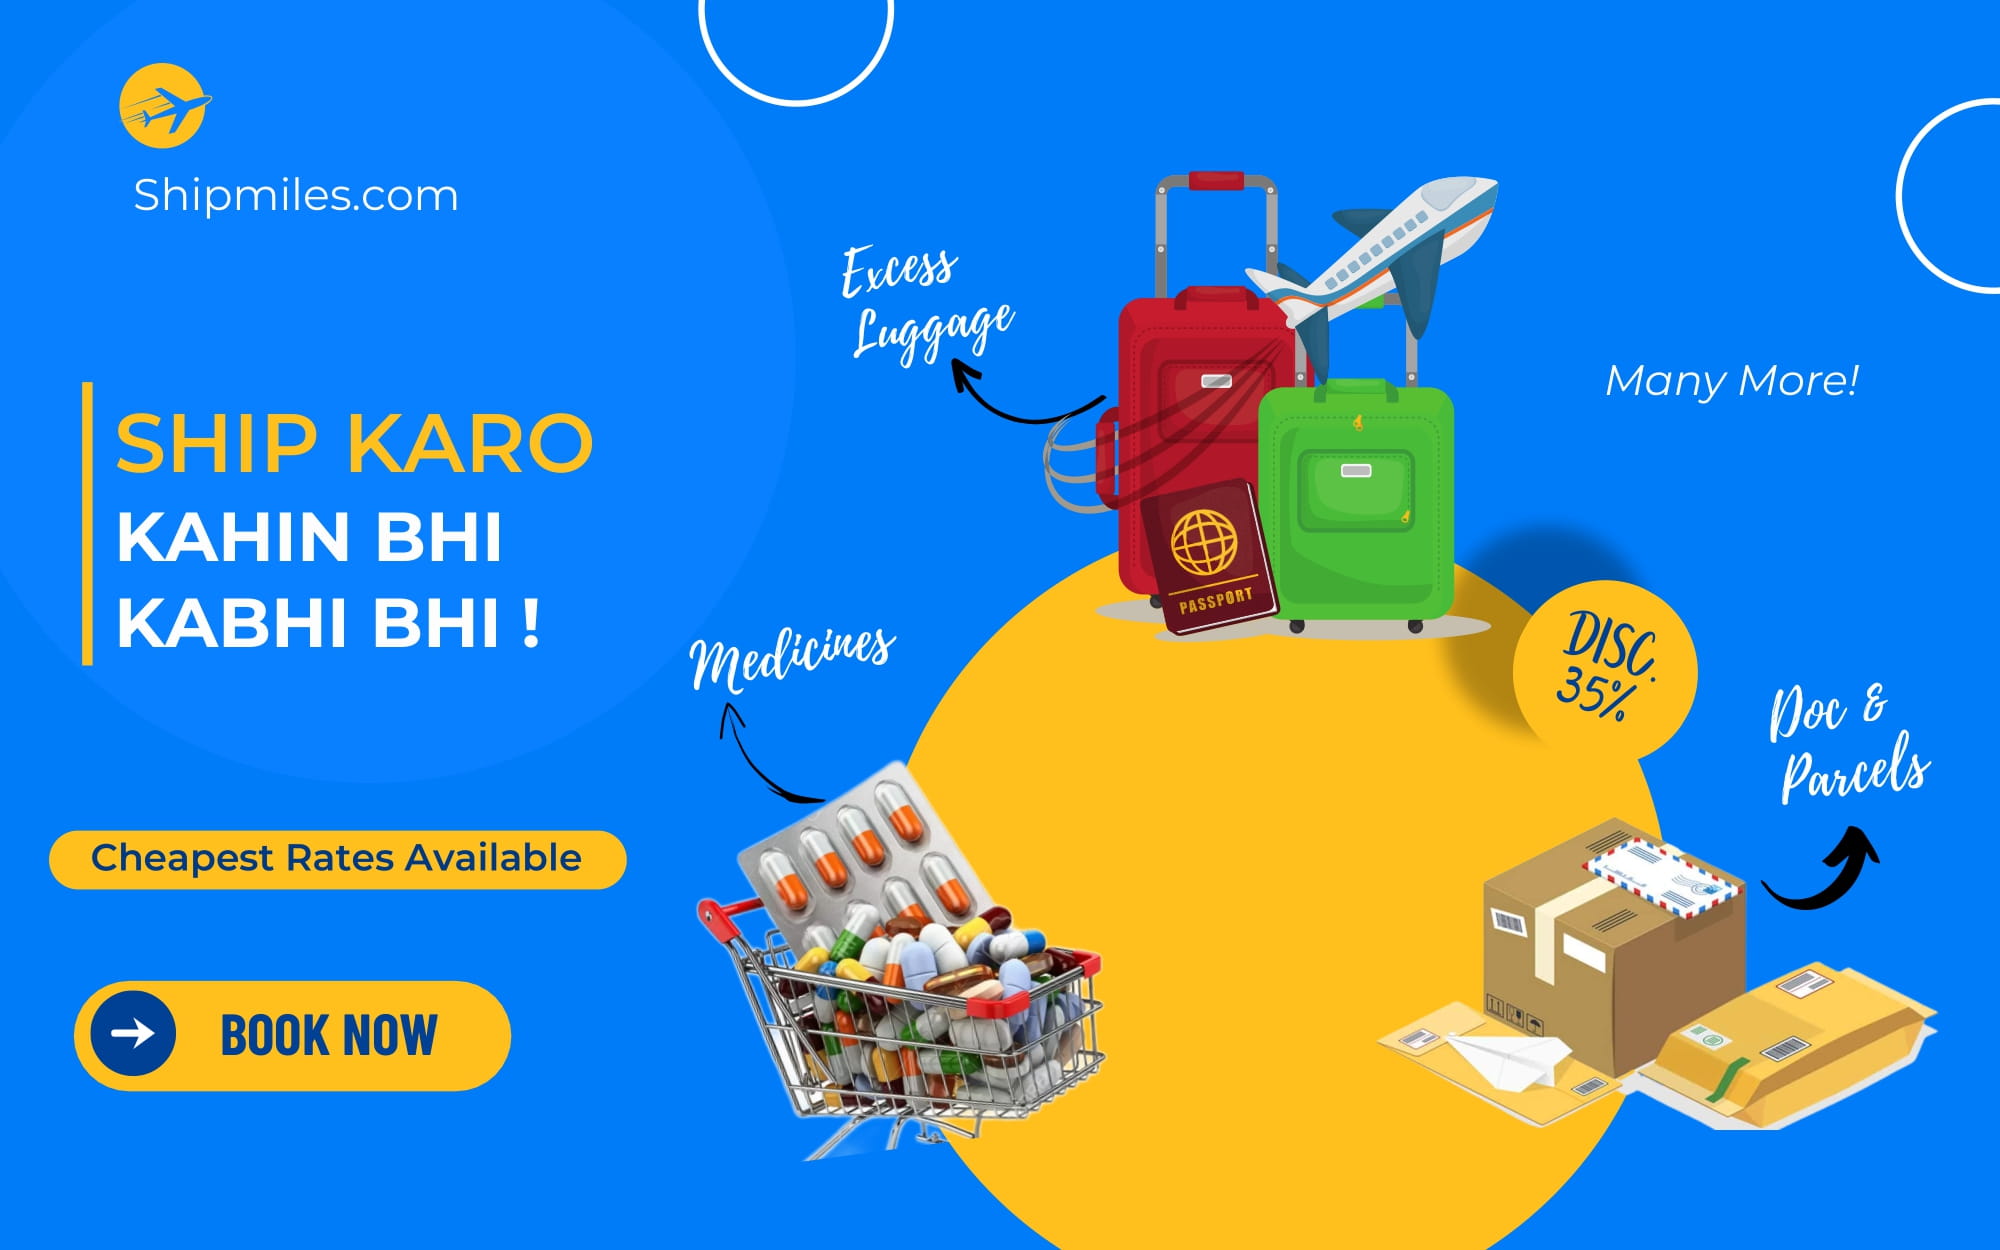 Shipmiles.com
SHIP KARO
KAHIN BHI
KABHI BHI !
Cheapest Rates Available
BOOK NOW
Excess
Luggage
Many More!
PASSPORT
DISC.
35%
Medicines
Doc &
Parcels